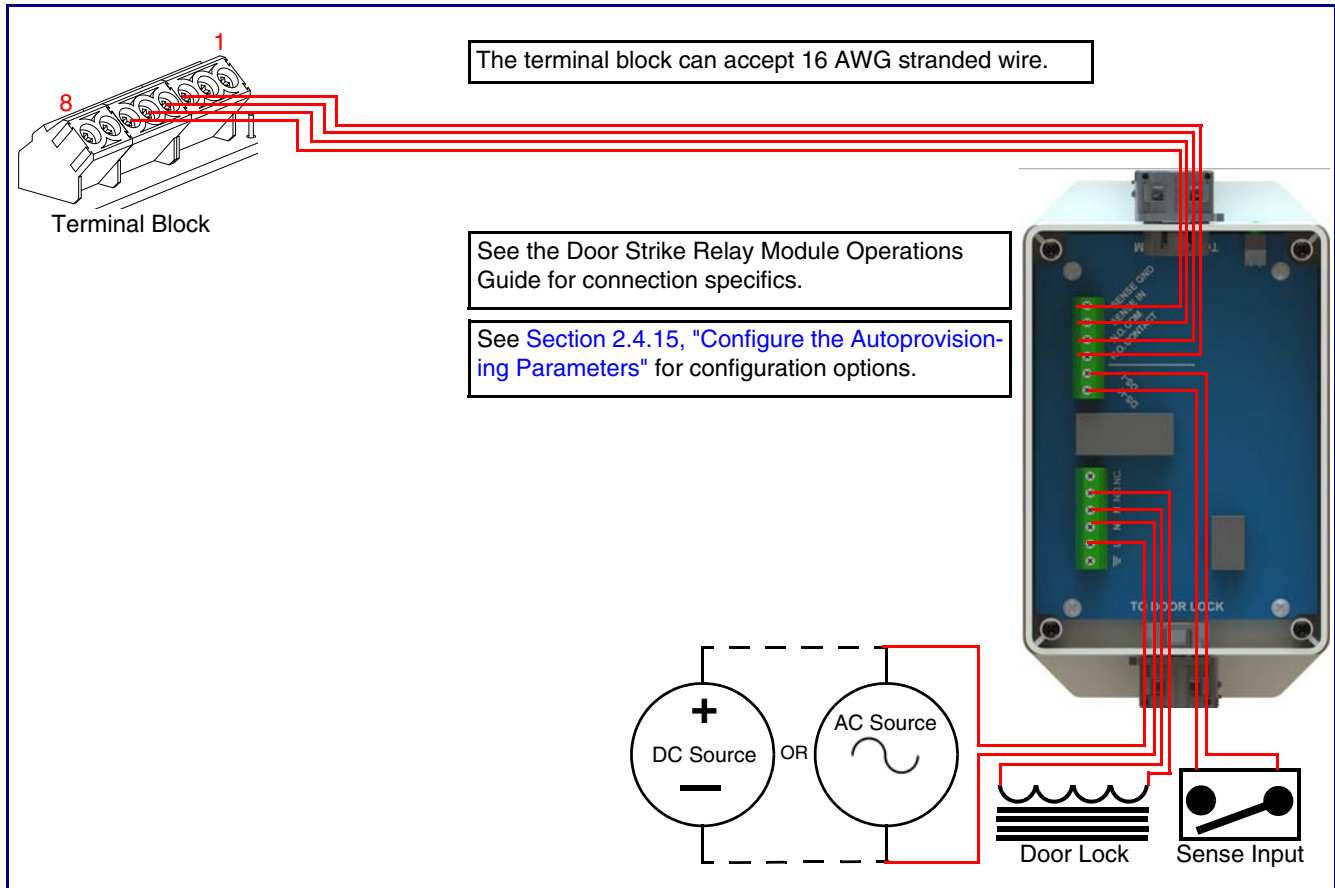 1
8
Terminal Block
The terminal block can accept 16 AWG stranded wire.
See the Door Strike Relay Module Operations
Guide for connection specifics.
See Section 2.4.15, "Configure the Autoprovision-
ing Parameters" for configuration options.
SENSE GND
SENSE IN
N.O. COM
N.O. CONTACT
TO DOOR LOCK
+
DC Source
OR
AC Source
Door Lock
Sense Input